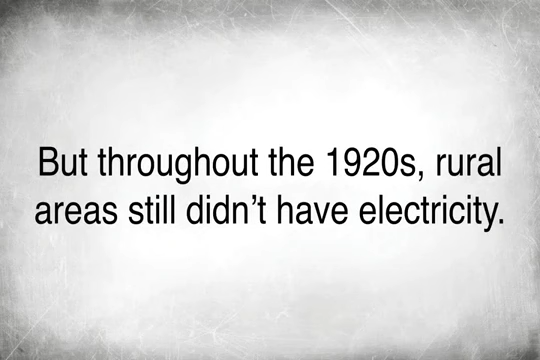 But throughout the 1920s, rural
areas still didn’t have electricity.